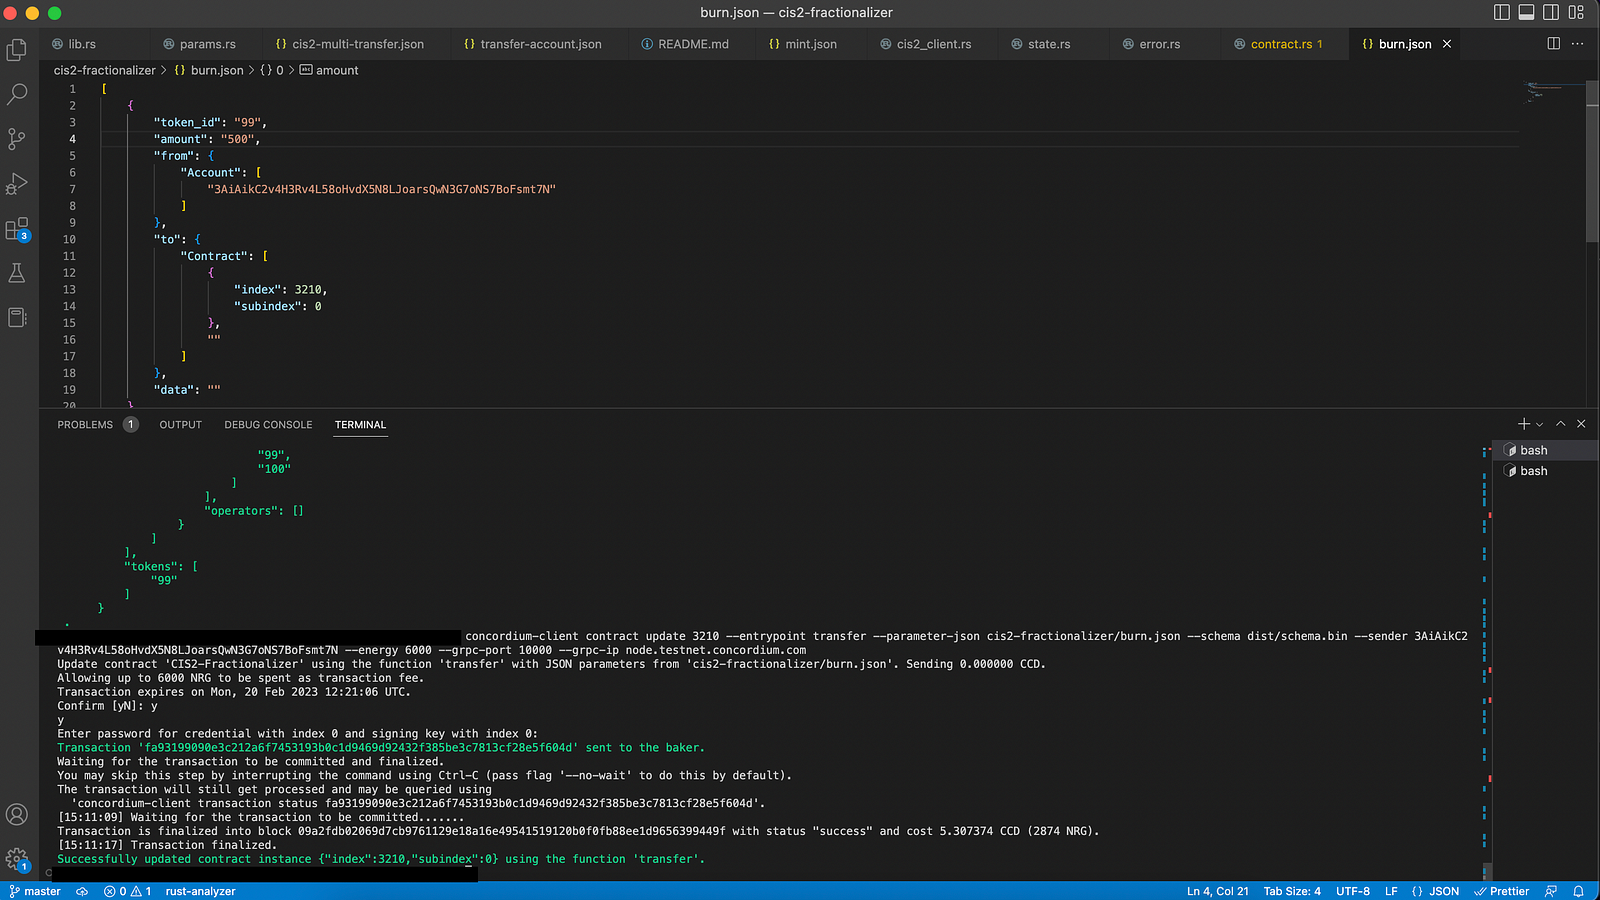 burn.json — cis2-fractionalizer
lib.rs params.rs {} cis2-multi-transfer.json {} transfer-account.json README.md {} mint.json cis2_client.rs state.rs error.rs contract.rs 1 {} burn.json
cis2-fractionalizer > {} burn.json > {} 0 > amount
1 [
2 {
3 "token_id": "99",
4 "amount": "500",
5 "from": {
6 "Account": [
7 "3AiAikC2v4H3Rv4L58oHvdX5N8LJoarsQwN3G7oNS7BoFsmt7N"
8 ]
9 },
10 "to": {
11 "Contract": [
12 {
13 "index": 3210,
14 "subindex": 0
15 },
16 ""
17 ]
18 },
19 "data": ""
20 }
PROBLEMS 1 OUTPUT DEBUG CONSOLE TERMINAL
bash
bash
"99",
"100"
]
],
"operators": []
}
]
],
"tokens": [
"99"
]
}
.
concordium-client contract update 3210 --entrypoint transfer --parameter-json cis2-fractionalizer/burn.json --schema dist/schema.bin --sender 3AiAikC2
v4H3Rv4L58oHvdX5N8LJoarsQwN3G7oNS7BoFsmt7N --energy 6000 --grpc-port 10000 --grpc-ip node.testnet.concordium.com
Update contract 'CIS2-Fractionalizer' using the function 'transfer' with JSON parameters from 'cis2-fractionalizer/burn.json'. Sending 0.000000 CCD.
Allowing up to 6000 NRG to be spent as transaction fee.
Transaction expires on Mon, 20 Feb 2023 12:21:06 UTC.
Confirm [yN]: y
y
Enter password for credential with index 0 and signing key with index 0:
Transaction 'fa93199090e3c212a6f7453193b0c1d9469d92432f385be3c7813cf28e5f604d' sent to the baker.
Waiting for the transaction to be committed and finalized.
You may skip this step by interrupting the command using Ctrl-C (pass flag '--no-wait' to do this by default).
The transaction will still get processed and may be queried using
'concordium-client transaction status fa93199090e3c212a6f7453193b0c1d9469d92432f385be3c7813cf28e5f604d'.
[15:11:09] Waiting for the transaction to be committed.......
Transaction is finalized into block 09a2fdb02069d7cb9761129e18a16e49541519120b0f0fb88ee1d9656399449f with status "success" and cost 5.307374 CCD (2874 NRG).
[15:11:17] Transaction finalized.
Successfully updated contract instance {"index":3210,"subindex":0} using the function 'transfer'.
3
1
master 0 1 rust-analyzer Ln 4, Col 21 Tab Size: 4 UTF-8 LF {} JSON Prettier